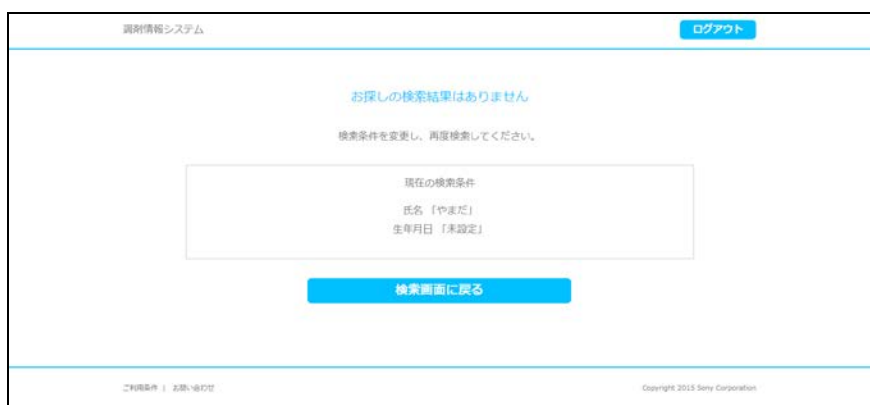 調剤情報システム
ログアウト
お探しの検索結果はありません
検索条件を変更し、再度検索してください。
現在の検索条件
氏名 「やまだ」
生年月日 「未設定」
検索画面に戻る
ご利用条件 | お問い合わせ
Copyright 2015 Sony Corporation